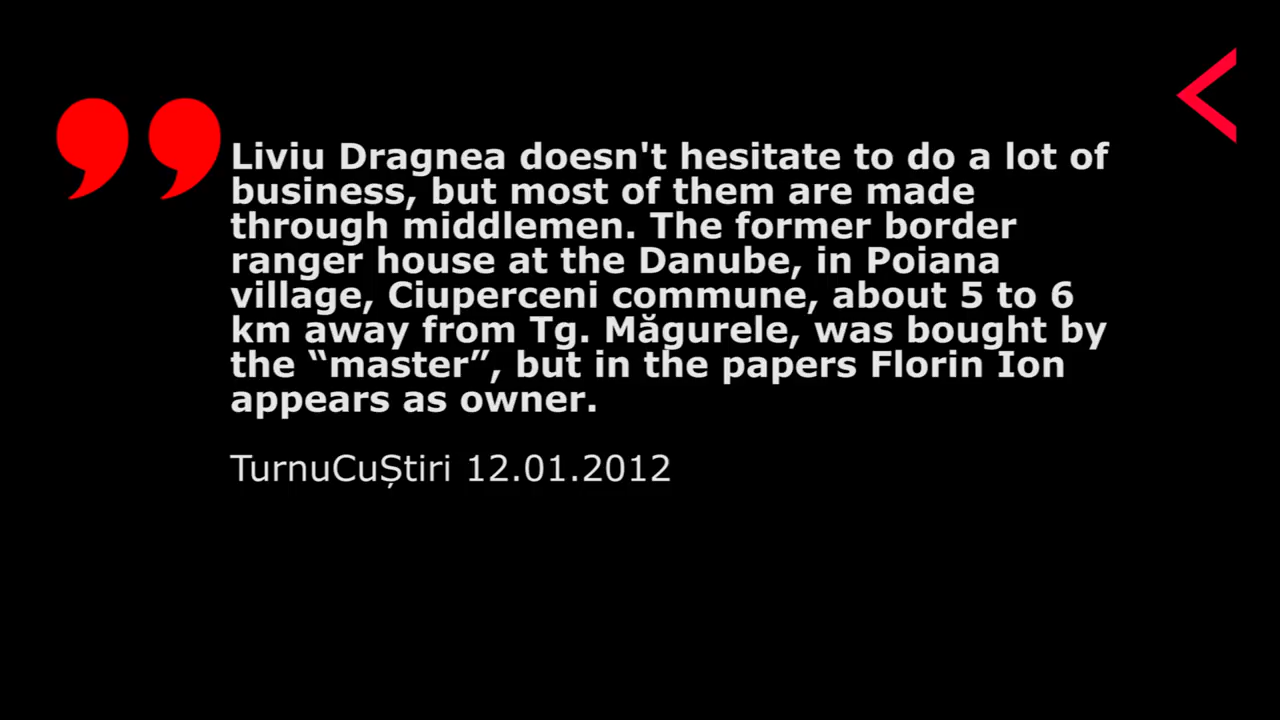 Liviu Dragnea doesn't hesitate to do a lot of
business, but most of them are made
through middlemen. The former border
ranger house at the Danube, in Poiana
village, Ciuperceni commune, about 5 to 6
km away from Tg. Măgurele, was bought by
the “master”, but in the papers Florin Ion
appears as owner.
TurnuCuȘtiri 12.01.2012